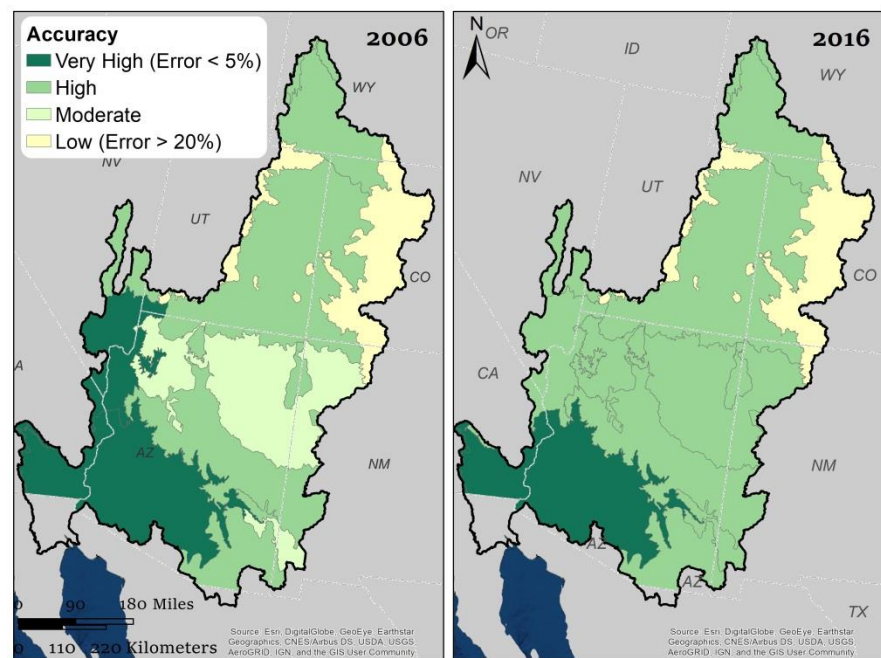 Accuracy
Very High (Error < 5%)
High
Moderate
Low (Error > 20%)
2006
WY
NV
UT
CO
A
AZ
NM
0 90 180 Miles
0 110 220 Kilometers
Source: Esri, DigitalGlobe, GeoEye, Earthstar
Geographics, CNES/Airbus DS, USDA, USGS,
AeroGRID, IGN, and the GIS User Community
N
2016
OR
ID
WY
NV
UT
CO
CA
NM
AZ
AZ
TX
Source: Esri, DigitalGlobe, GeoEye, Earthstar
Geographics, CNES/Airbus DS, USDA, USGS,
AeroGRID, IGN, and the GIS User Community